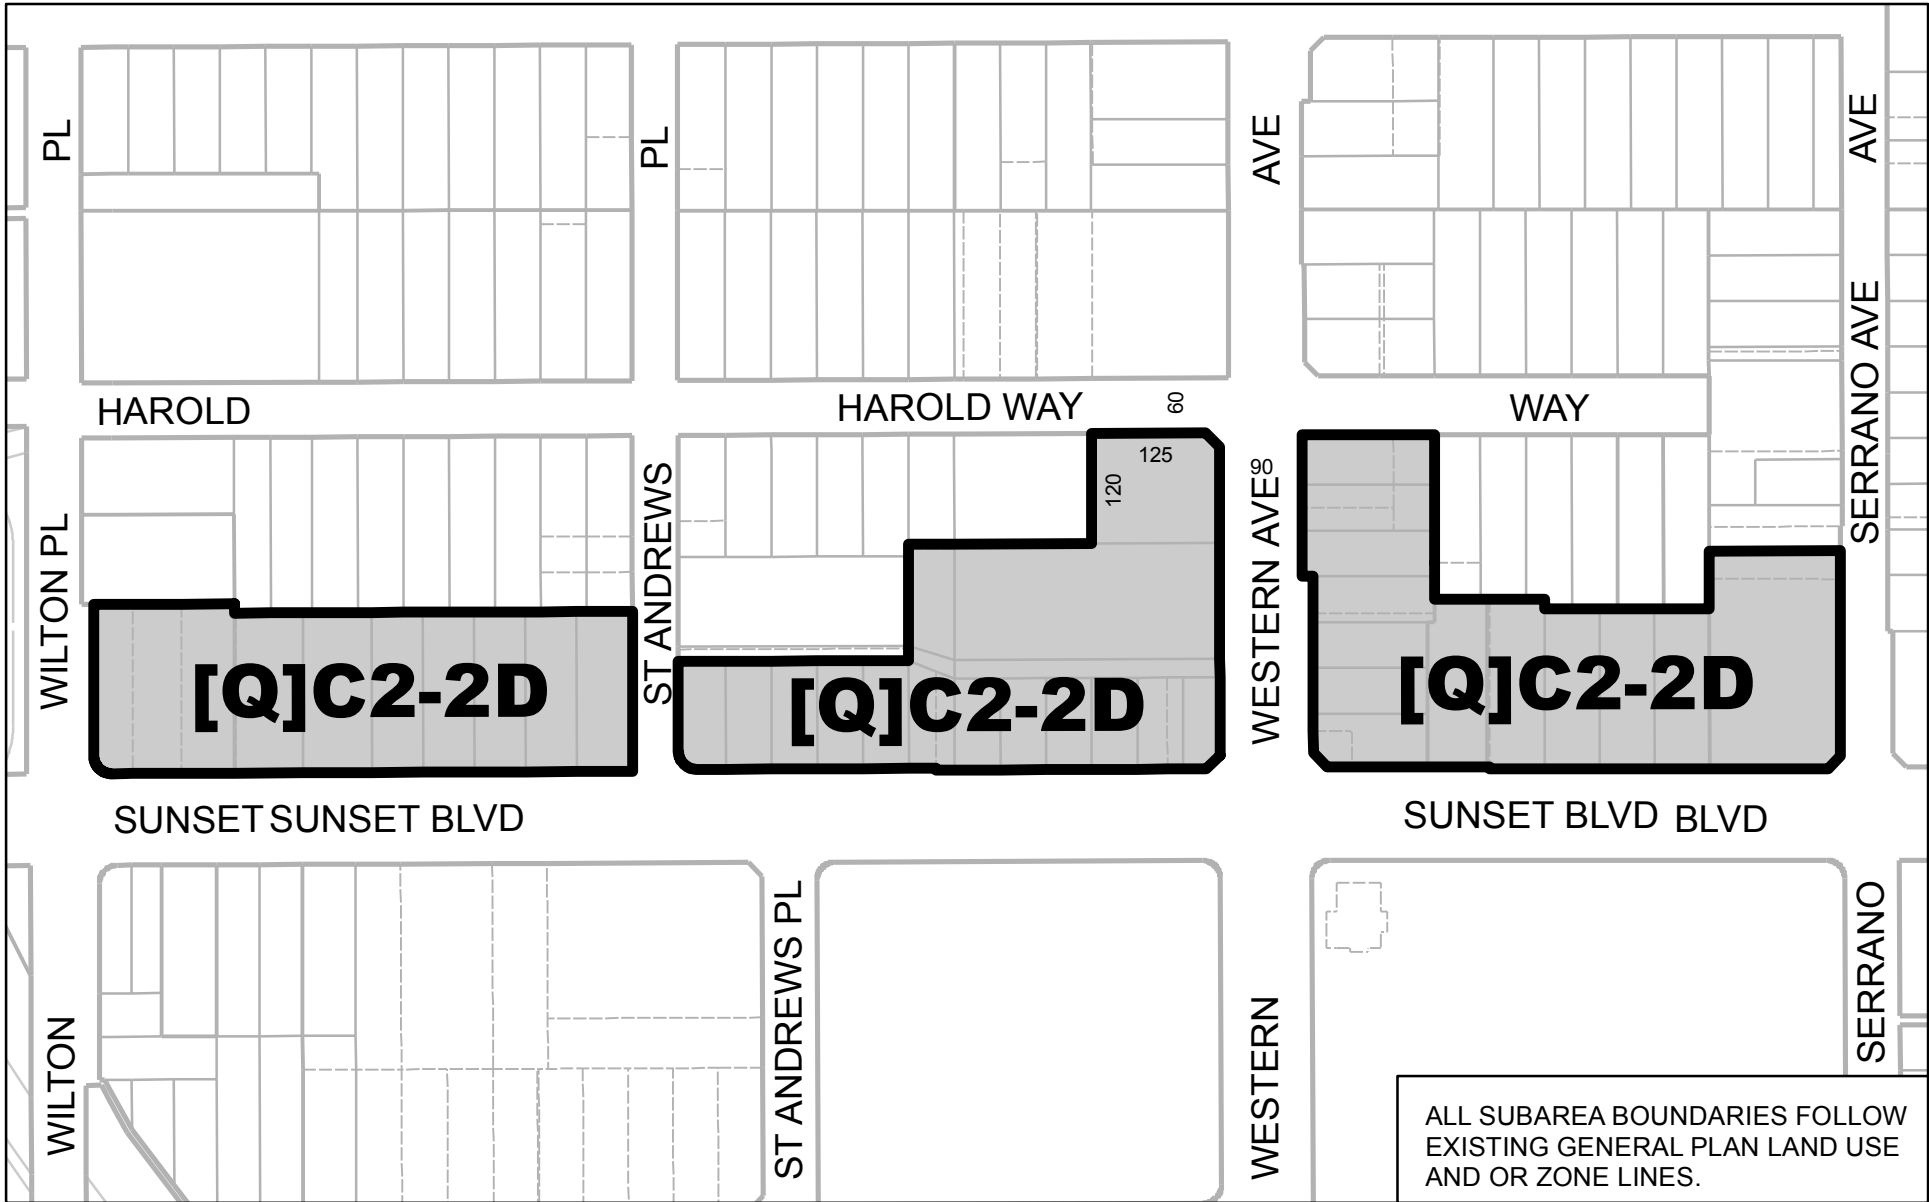 PL
PL
AVE
AVE
HAROLD
HAROLD WAY
60
WAY
SERRANO AVE
125
120
90
WILTON PL
ST ANDREWS
WESTERN AVE
[Q]C2-2D
[Q]C2-2D
[Q]C2-2D
SUNSET SUNSET BLVD
SUNSET BLVD BLVD
WILTON
ST ANDREWS PL
WESTERN
SERRANO
ALL SUBAREA BOUNDARIES FOLLOW
EXISTING GENERAL PLAN LAND USE
AND OR ZONE LINES.